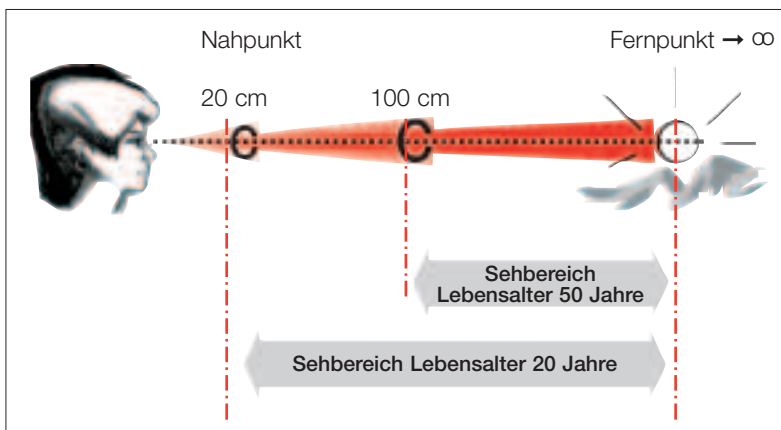 Nahpunkt
Fernpunkt → ∞
20 cm
100 cm
Sehbereich
Lebensalter 50 Jahre
Sehbereich Lebensalter 20 Jahre